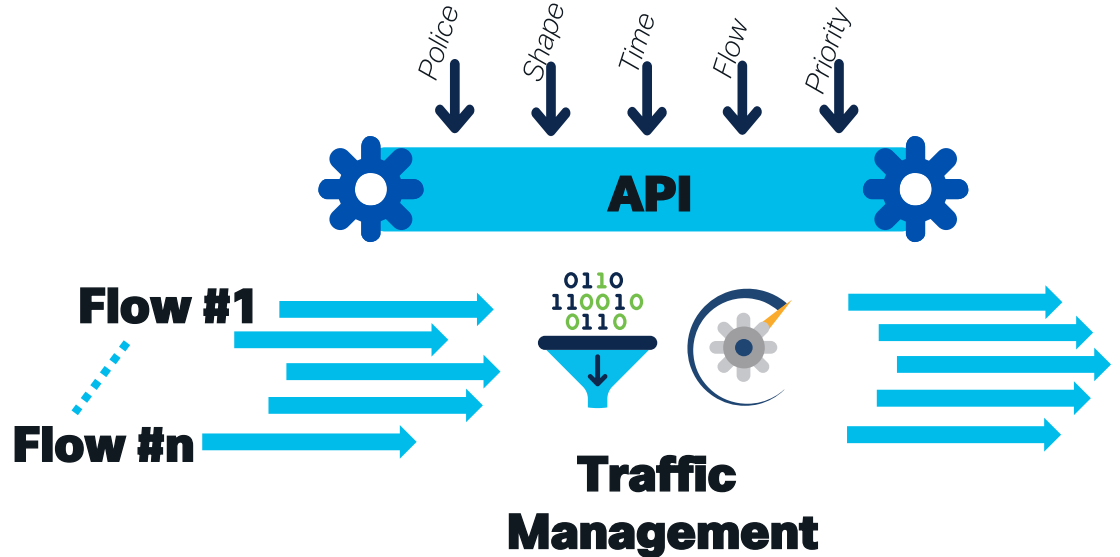 Police
Shape
Time
Flow
Priority
API
Flow #1
0110
110010
0110
Flow #n
Traffic
Management